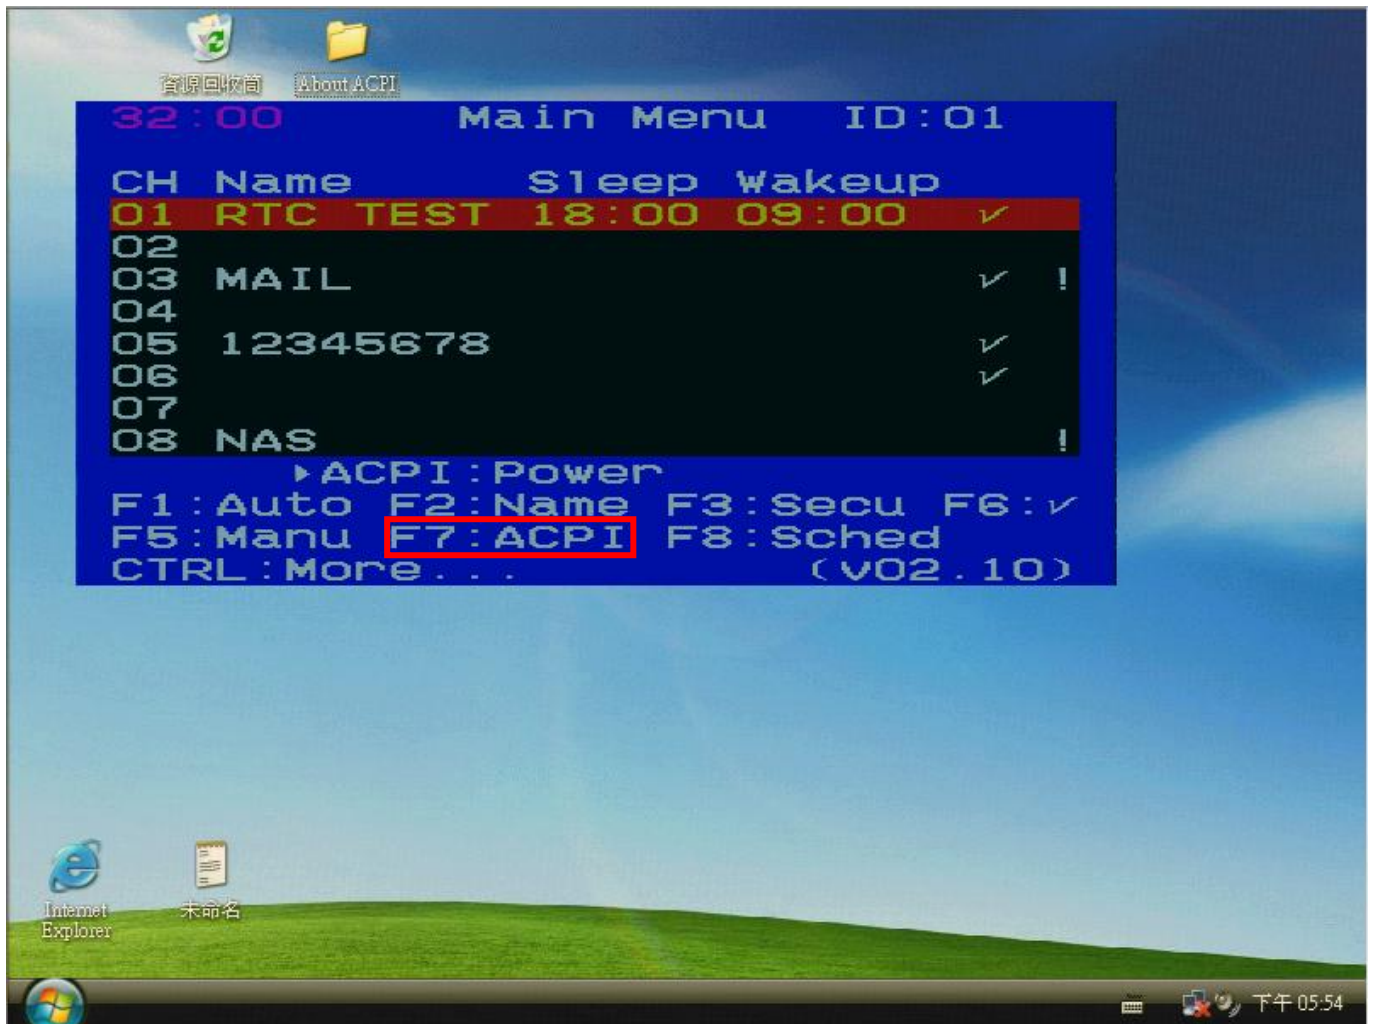 資源回收筒 About ACPI
32:00 Main Menu ID:01
CH Name Sleep Wakeup
01 RTC TEST 18:00 09:00 ✓
02
03 MAIL ✓ !
04
05 12345678 ✓
06 ✓
07
08 NAS !
▸ACPI:Power
F1:Auto F2:Name F3:Secu F6:✓
F5:Manu F7:ACPI F8:Sched
CTRL:More... (V02.10)
Internet
Explorer
未命名
下午 05:54